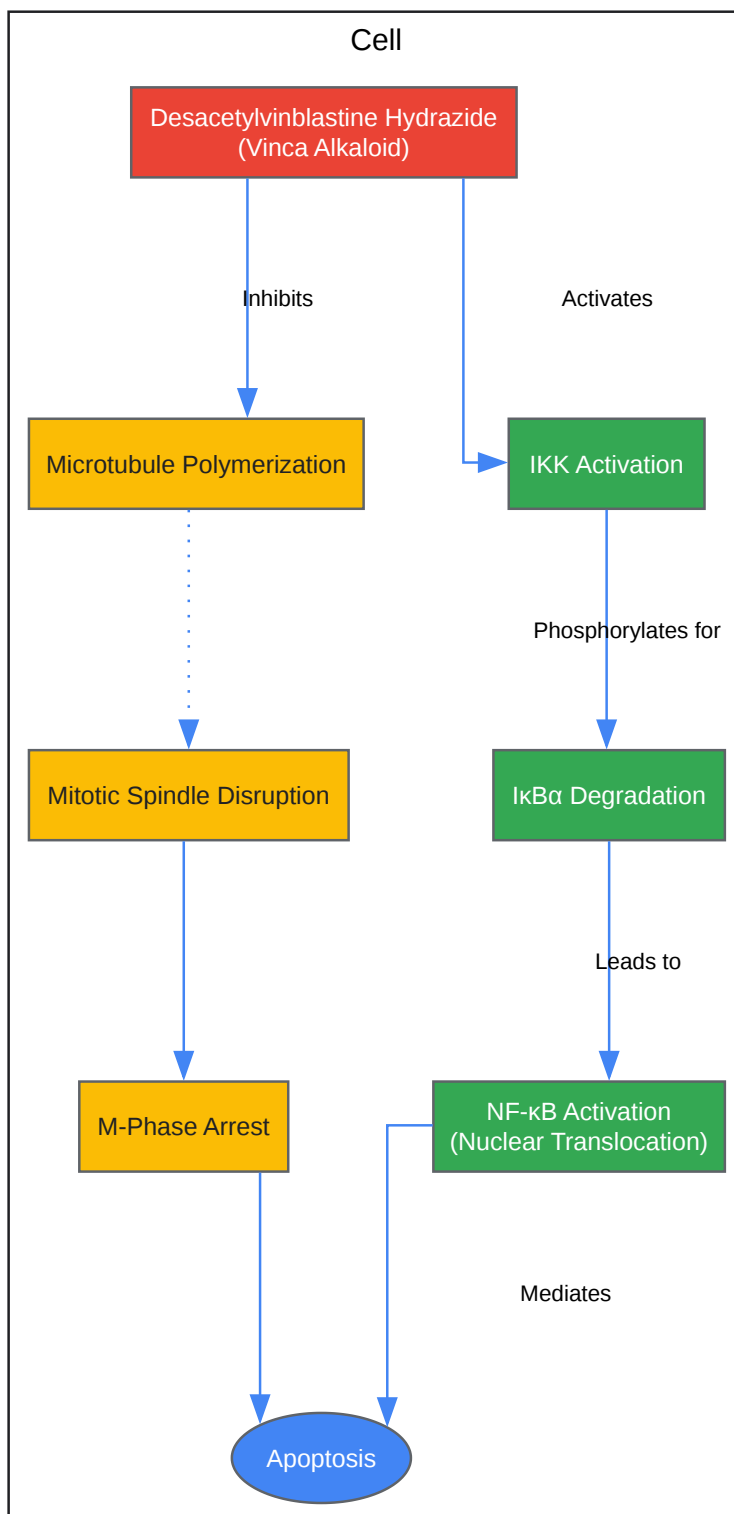 Cell
Desacetylvinblastine Hydrazide
(Vinca Alkaloid)
Inhibits
Activates
Microtubule Polymerization
IKK Activation
Phosphorylates for
Mitotic Spindle Disruption
IκBα Degradation
Leads to
M-Phase Arrest
NF-κB Activation
(Nuclear Translocation)
Mediates
Apoptosis